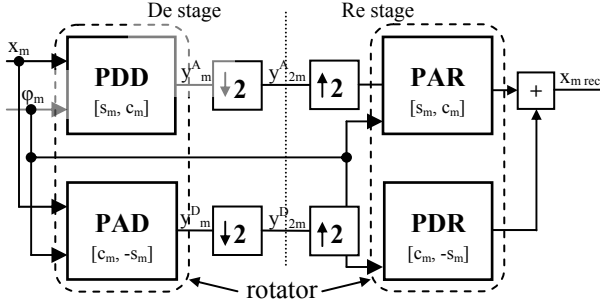 De stage
Re stage
x_m
PDD
[s_m, c_m]
y^A_m
↓2
y^A_2m
↑2
PAR
[s_m, c_m]
+
x_m rec
φ_m
PAD
[c_m, -s_m]
y^D_m
↓2
y^D_2m
↑2
PDR
[c_m, -s_m]
rotator